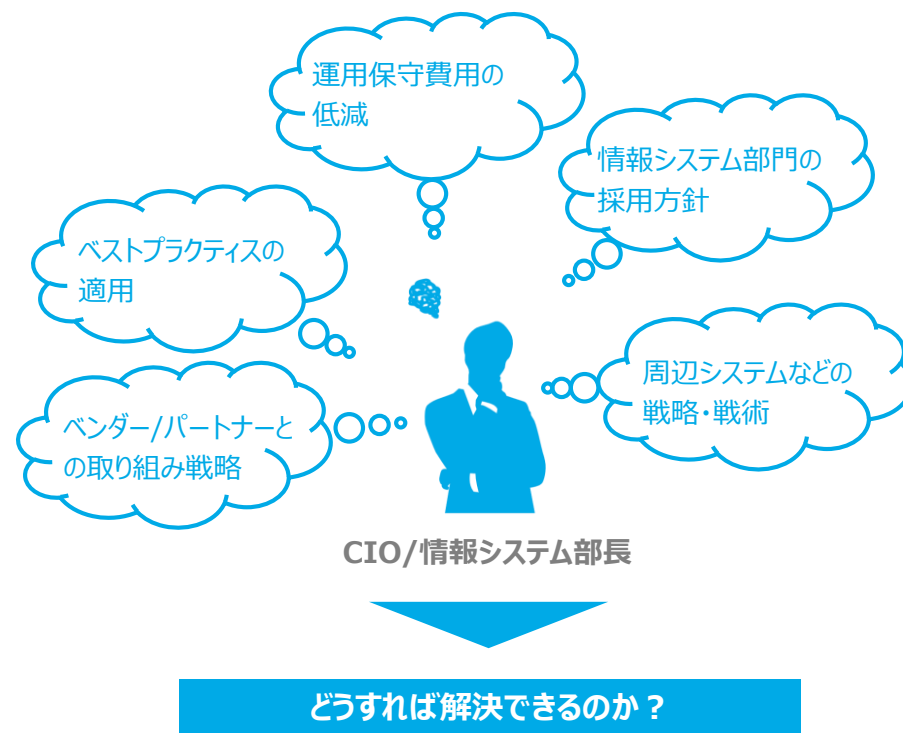 運用保守費用の
低減
情報システム部門の
採用方針
ベストプラクティスの
適用
周辺システムなどの
戦略・戦術
ベンダー/パートナーと
の取り組み戦略
CIO/情報システム部長
どうすれば解決できるのか？